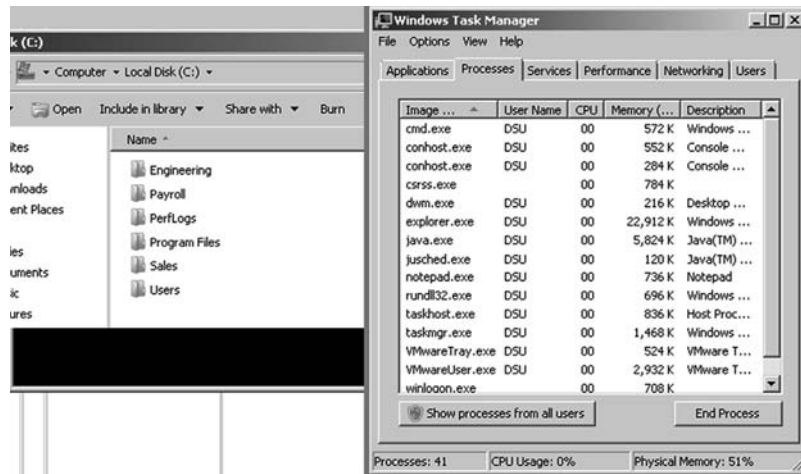 k (C:)
Computer Local Disk (C:)
Open Include in library Share with Burn
Name
ites
ktop
wnloads
ent Places
ies
uments
ic
ures
Engineering
Payroll
PerfLogs
Program Files
Sales
Users
Windows Task Manager
File Options View Help
Applications Processes Services Performance Networking Users
Image ... User Name CPU Memory (... Description
cmd.exe DSU 00 572 K Windows ...
conhost.exe DSU 00 552 K Console ...
conhost.exe DSU 00 284 K Console ...
csrss.exe 00 784 K
dwm.exe DSU 00 216 K Desktop ...
explorer.exe DSU 00 22,912 K Windows ...
java.exe DSU 00 5,824 K Java(TM) ...
jusched.exe DSU 00 120 K Java(TM) ...
notepad.exe DSU 00 736 K Notepad
rundll32.exe DSU 00 696 K Windows ...
taskhost.exe DSU 00 836 K Host Proc...
taskmgr.exe DSU 00 1,468 K Windows ...
VMwareTray.exe DSU 00 524 K VMware T...
VMwareUser.exe DSU 00 2,932 K VMware T...
winlogon.exe 00 708 K
Show processes from all users End Process
Processes: 41 CPU Usage: 0% Physical Memory: 51%